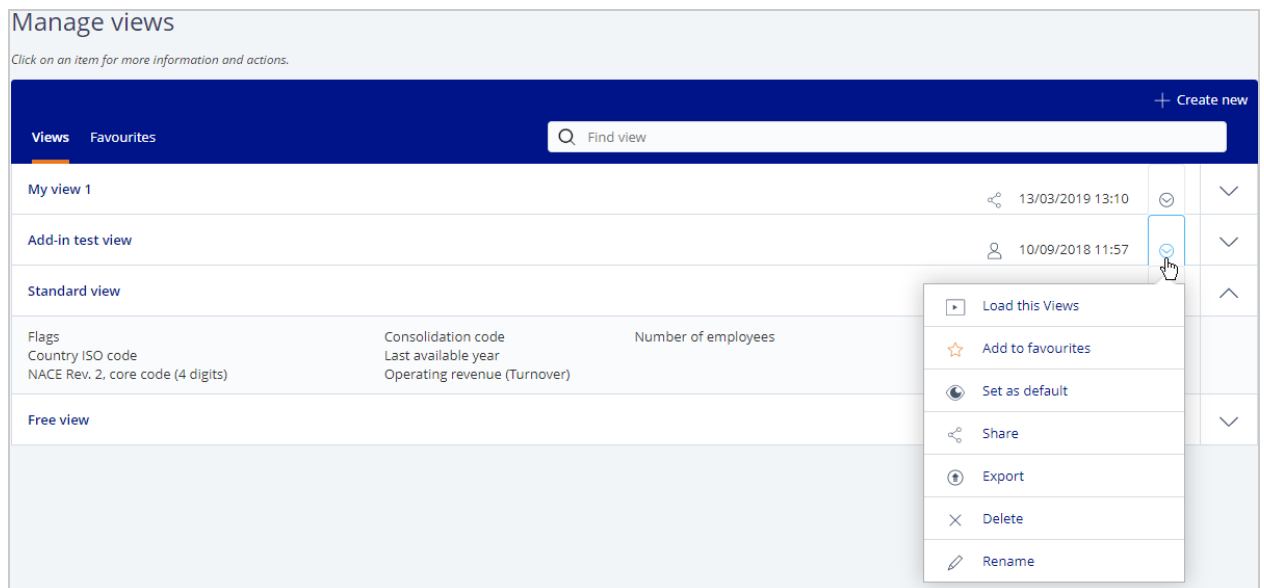 Manage views
Click on an item for more information and actions.
Create new
Views Favourites Find view
My view 1 13/03/2019 13:10
Add-in test view 10/09/2018 11:57
Standard view
Load this Views
Flags Consolidation code Number of employees
Country ISO code Last available year
Add to favourites
NACE Rev. 2, core code (4 digits) Operating revenue (Turnover)
Set as default
Free view
Share
Export
Delete
Rename